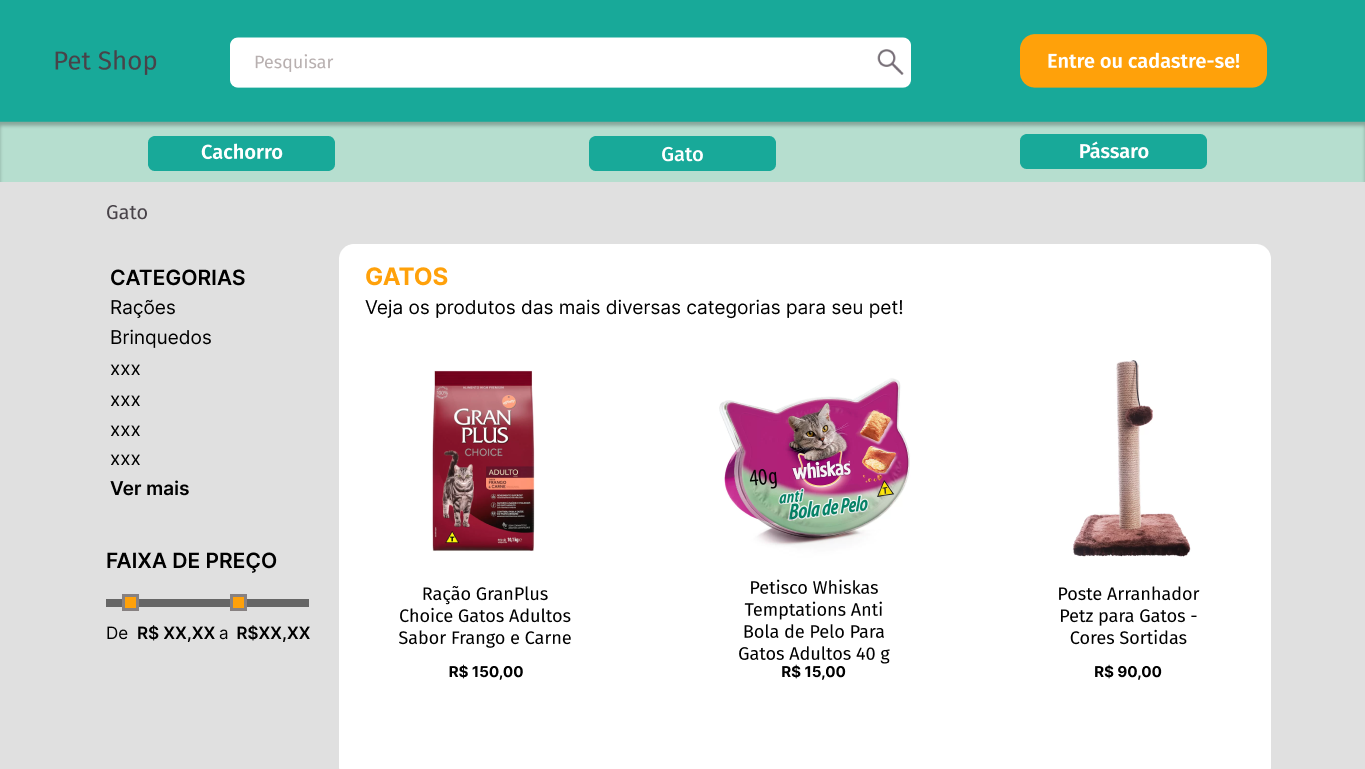 Pet Shop
Pesquisar
Entre ou cadastre-se!
Cachorro
Gato
Pássaro
Gato
CATEGORIAS
Rações
Brinquedos
xxx
xxx
xxx
xxx
Ver mais
FAIXA DE PREÇO
De R$ XX,XX a R$XX,XX
GATOS
Veja os produtos das mais diversas categorias para seu pet!
GRAN
PLUS
CHOICE
ADULTO
FRANGO
CARNE
Ração GranPlus
Choice Gatos Adultos
Sabor Frango e Carne
R$ 150,00
40g
whiskas
anti
Bola de Pelo
T
Petisco Whiskas
Temptations Anti
Bola de Pelo Para
Gatos Adultos 40 g
R$ 15,00
Poste Arranhador
Petz para Gatos -
Cores Sortidas
R$ 90,00